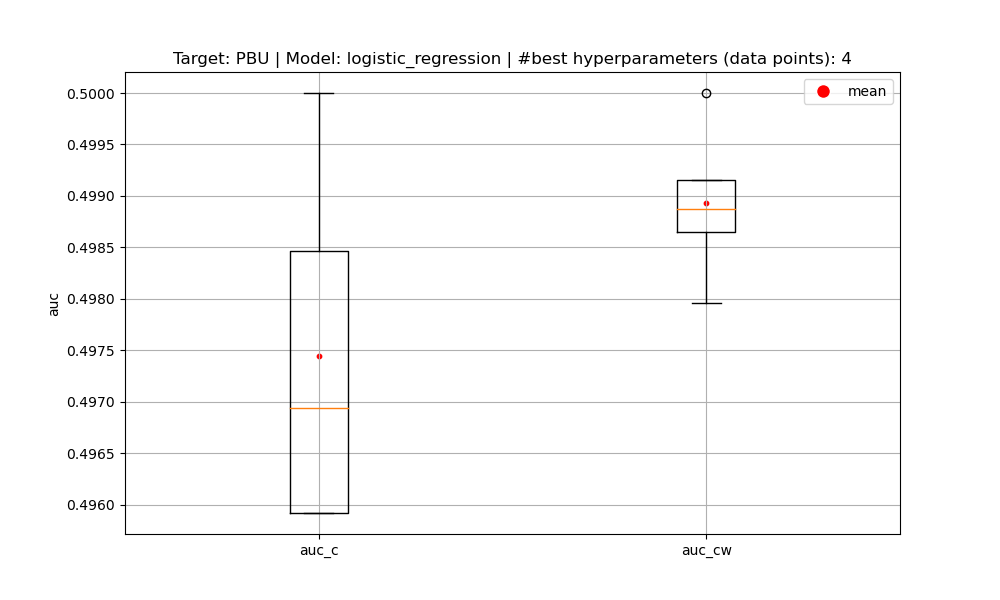 Target: PBU | Model: logistic_regression | #best hyperparameters (data points): 4
mean
auc
0.5000
0.4995
0.4990
0.4985
0.4980
0.4975
0.4970
0.4965
0.4960
auc_c
auc_cw